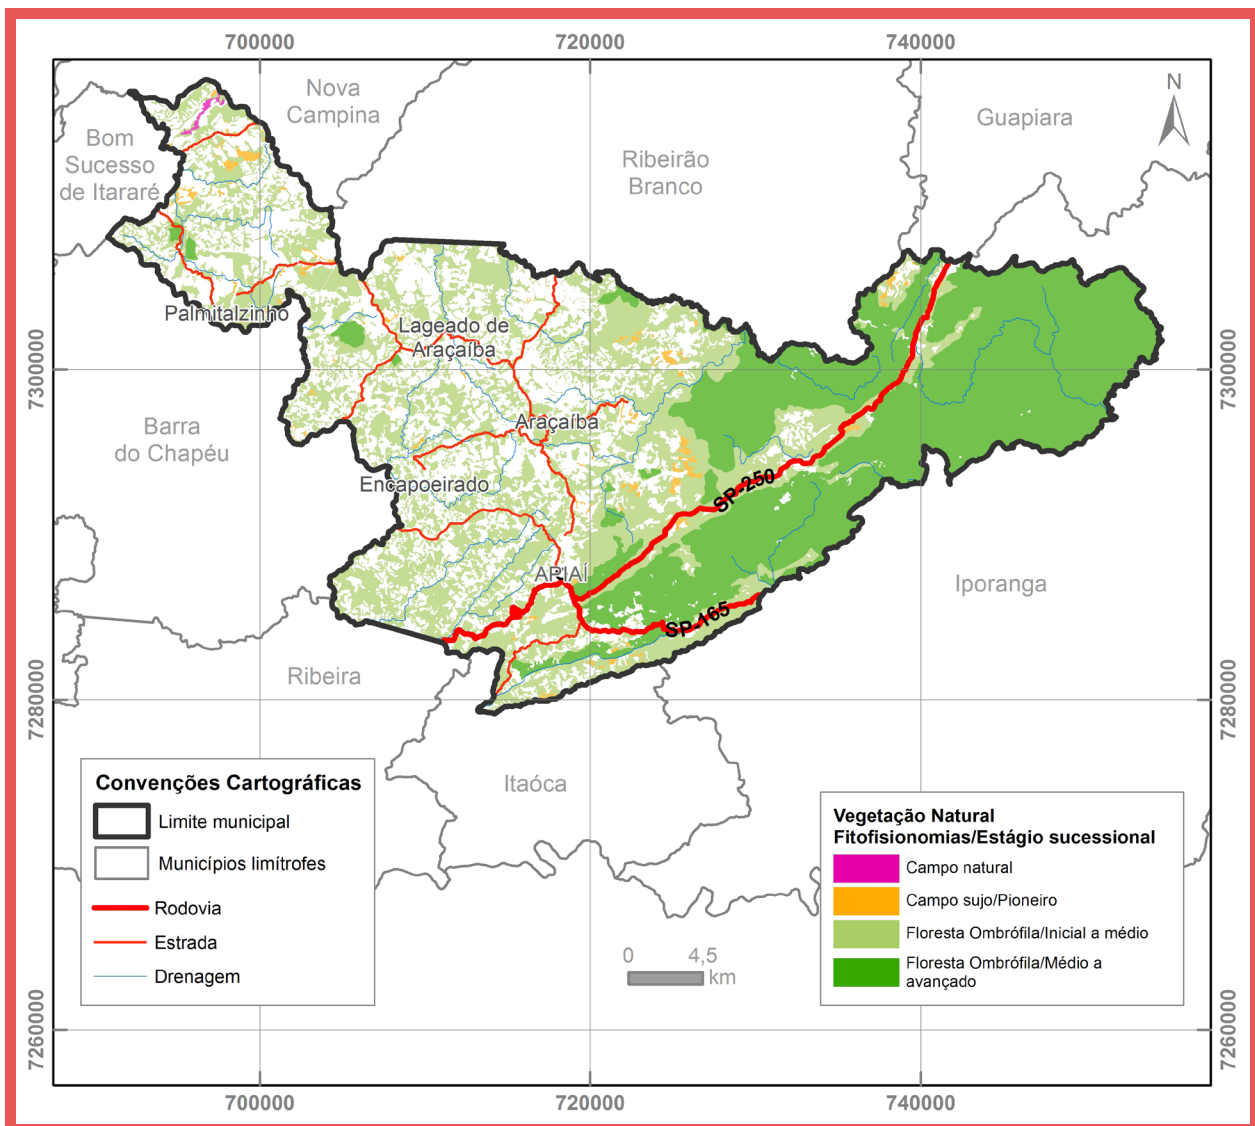 700000
720000
740000
Nova
Campina
N
Guapiara
Bom
Sucesso
de Itararé
Ribeirão
Branco
Palmitalzinho
Lageado de
Araçaíba
7300000
7300000
Araçaíba
Barra
do Chapéu
Encapoeirado
SP-250
APIAÍ
Iporanga
SP-165
Ribeira
7280000
7280000
Itaóca
Convenções Cartográficas
Limite municipal
Municípios limítrofes
Rodovia
Estrada
Drenagem
0 4,5
km
Vegetação Natural
Fitofisionomias/Estágio sucessional
Campo natural
Campo sujo/Pioneiro
Floresta Ombrófila/Inicial a médio
Floresta Ombrófila/Médio a
avançado
7260000
7260000
700000
720000
740000